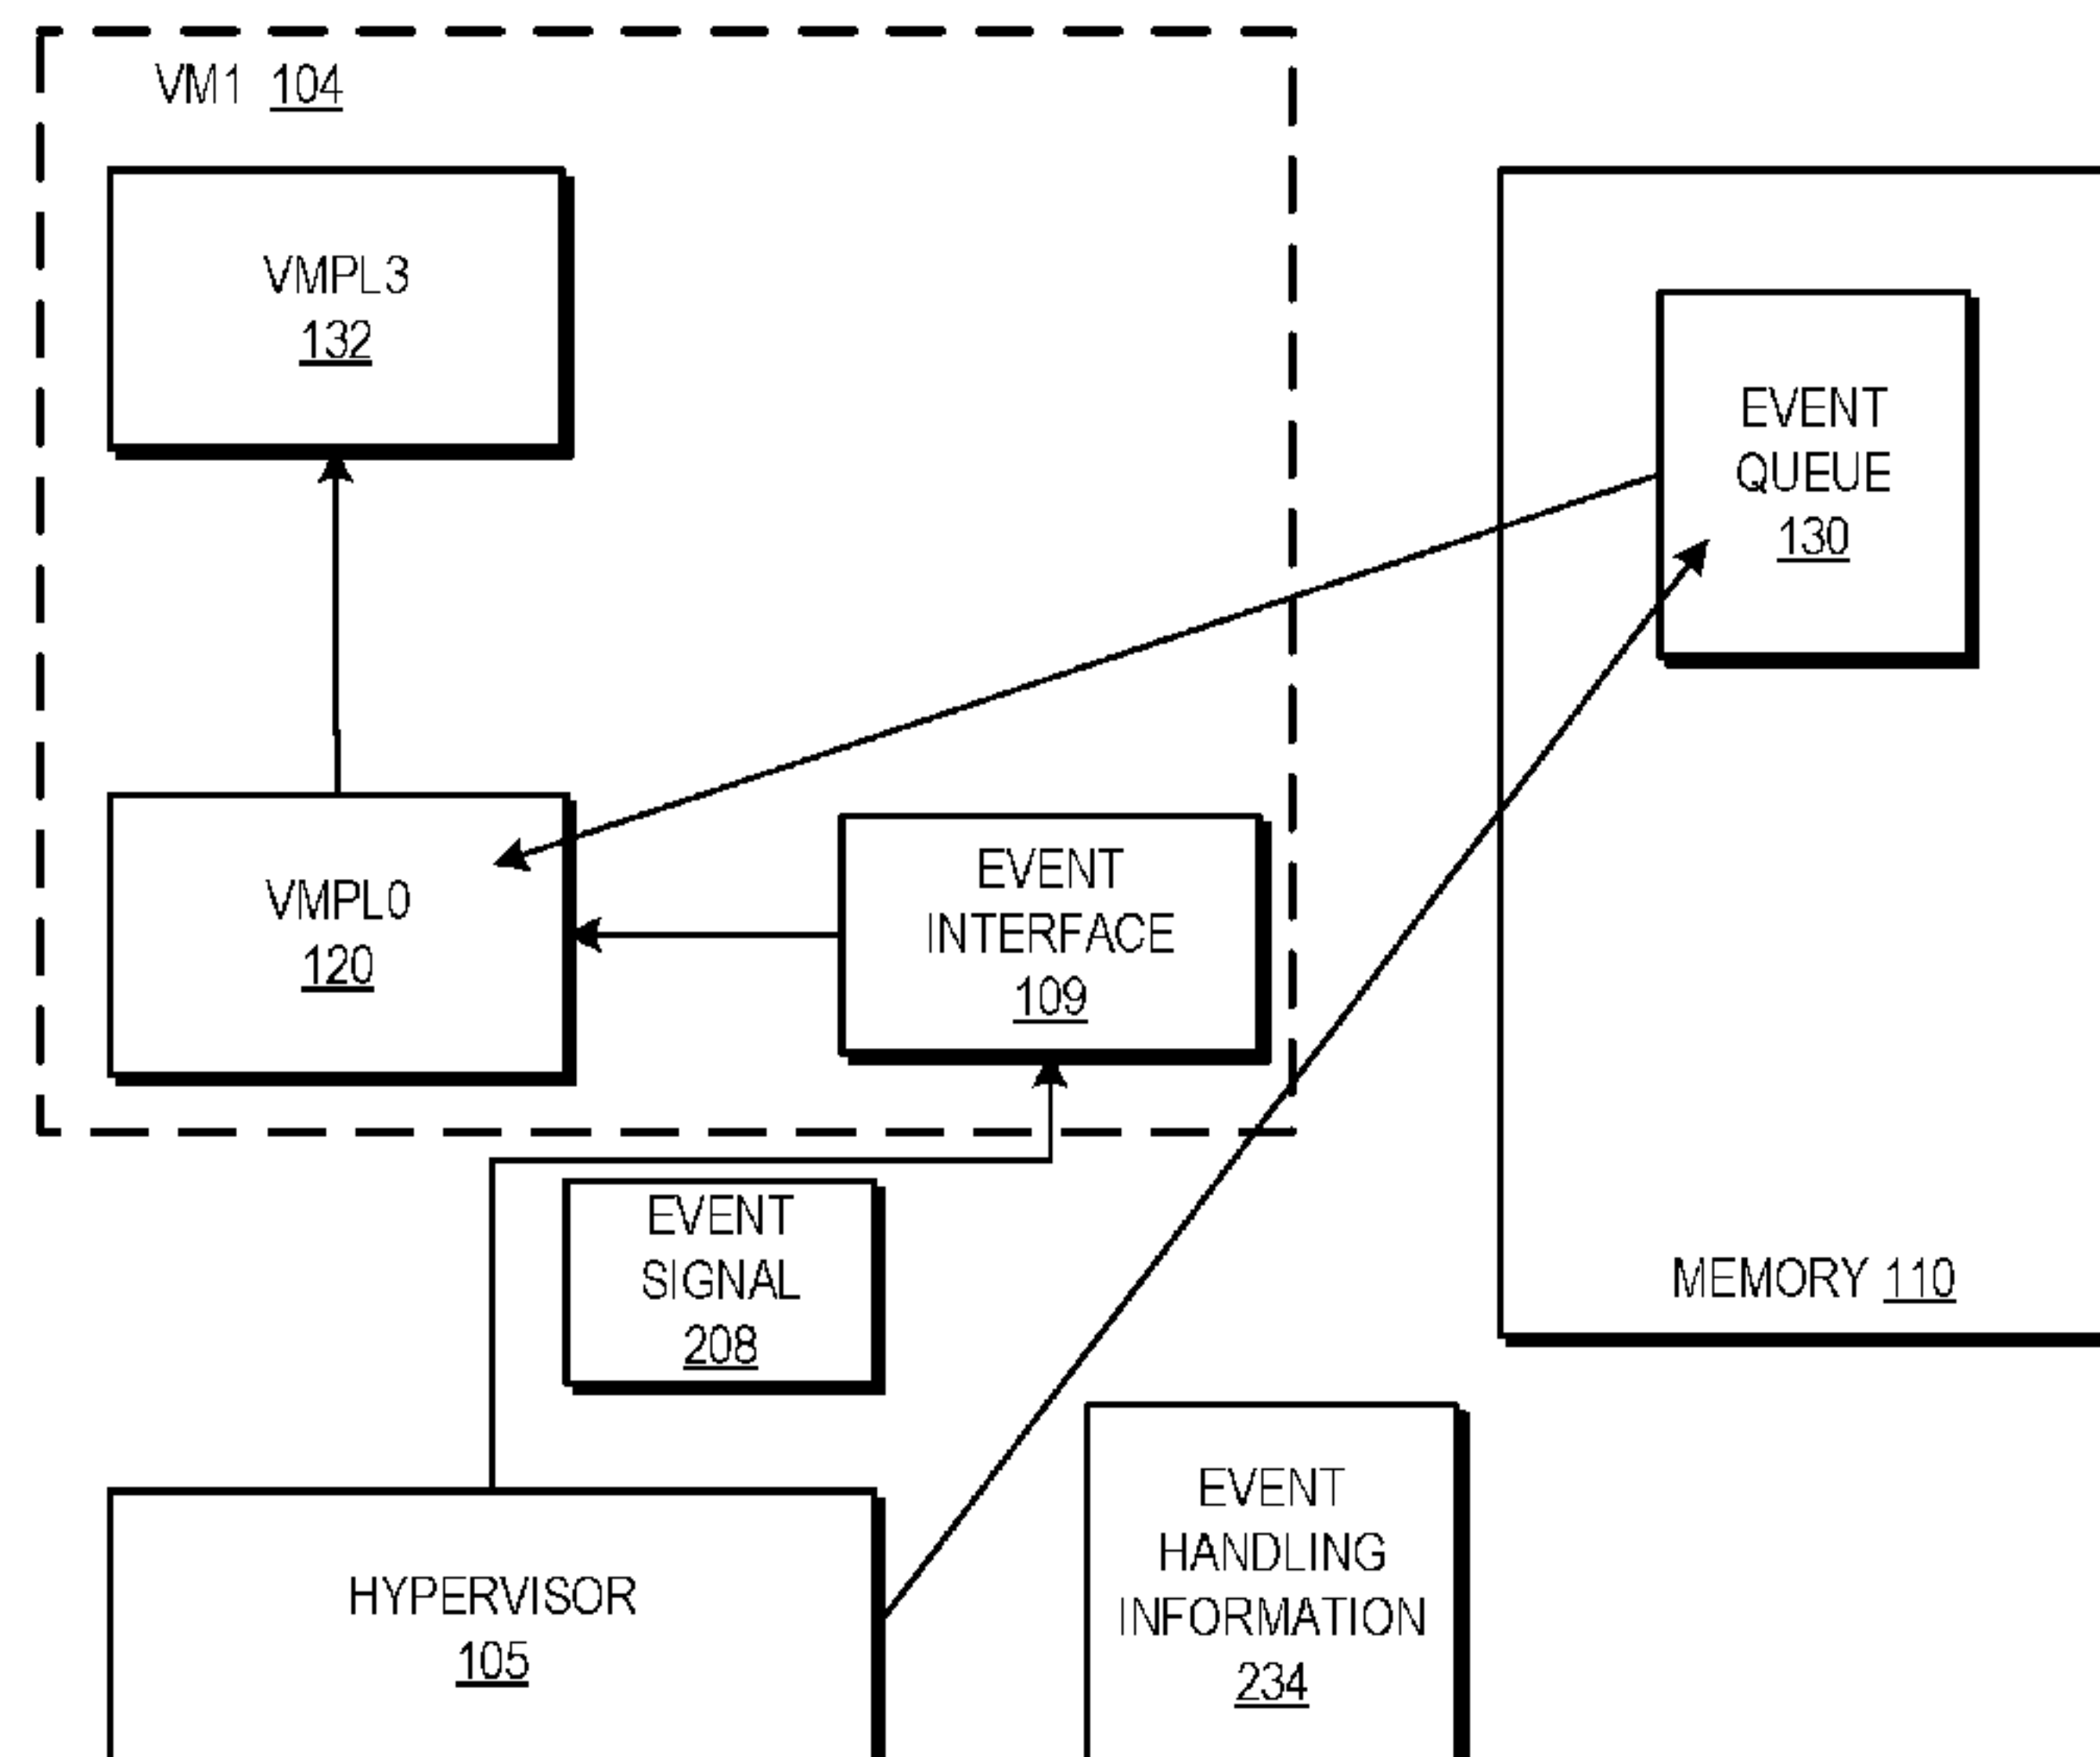 VM1 104
VMPL3
132
EVENT
QUEUE
130
VMPL0
120
EVENT
INTERFACE
109
EVENT
SIGNAL
208
MEMORY 110
HYPERVISOR
105
EVENT
HANDLING
INFORMATION
234